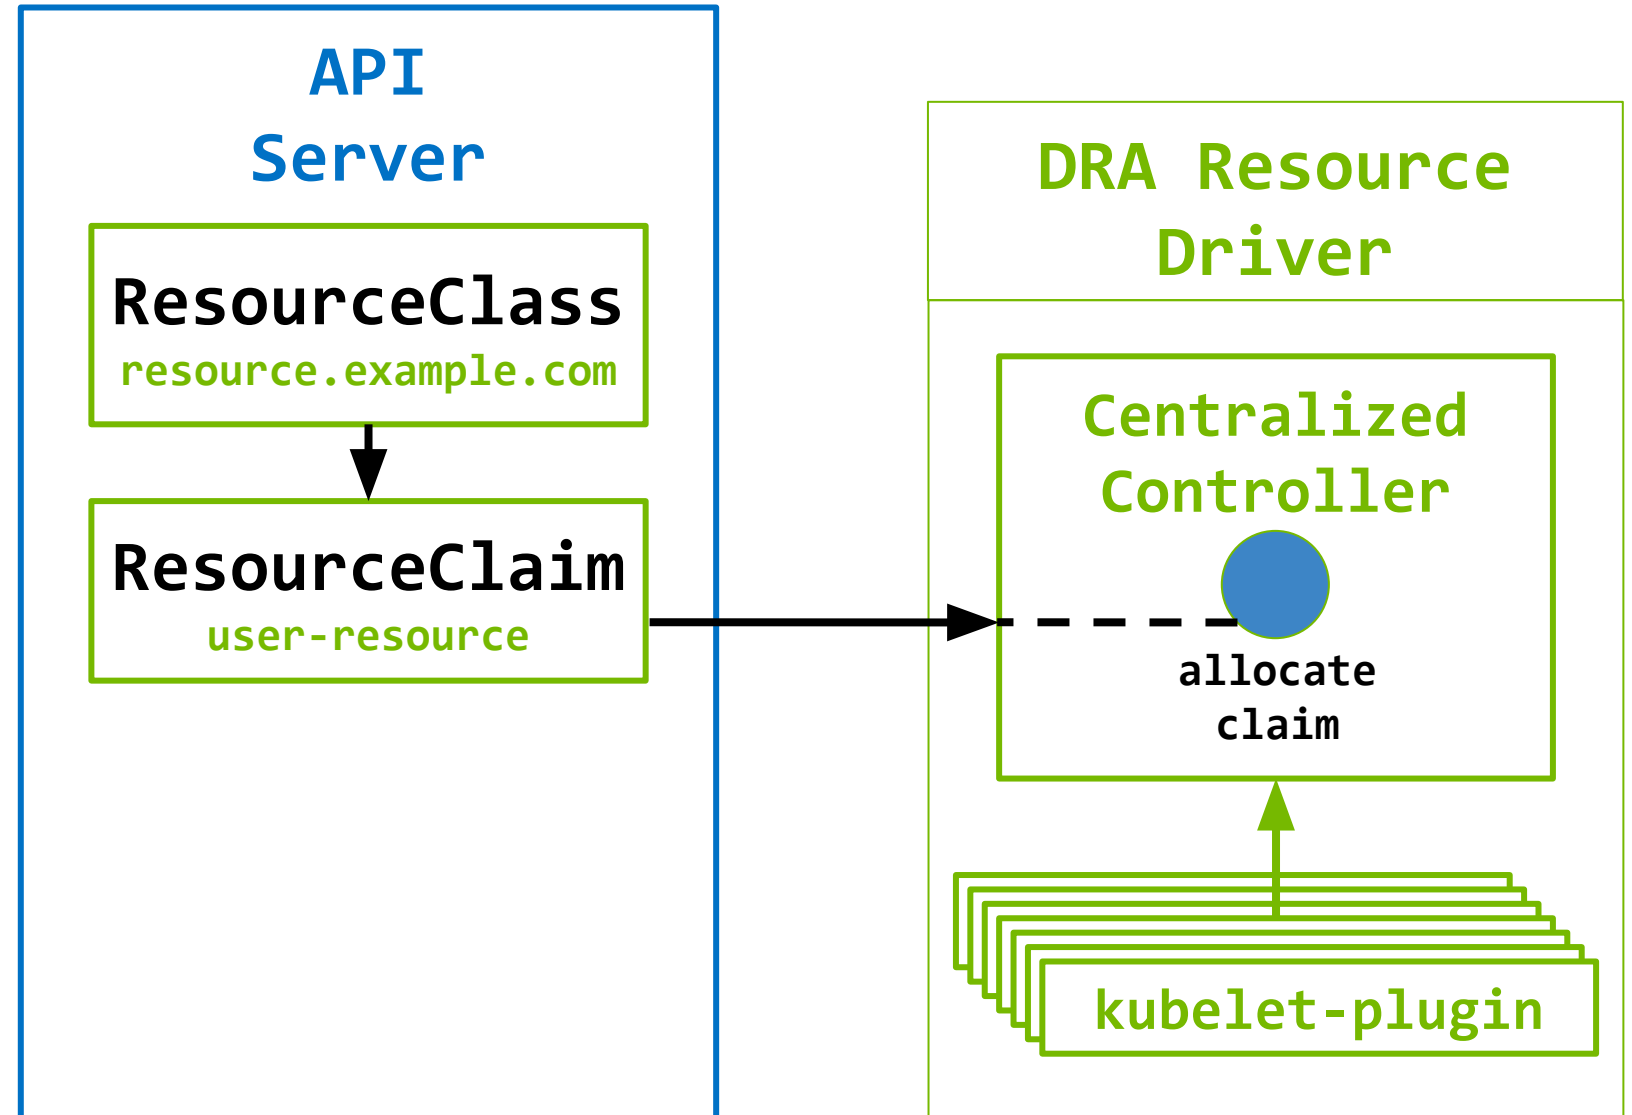 API
Server
ResourceClass
resource.example.com
ResourceClaim
user-resource
DRA Resource
Driver
Centralized
Controller
allocate
claim
kubelet-plugin